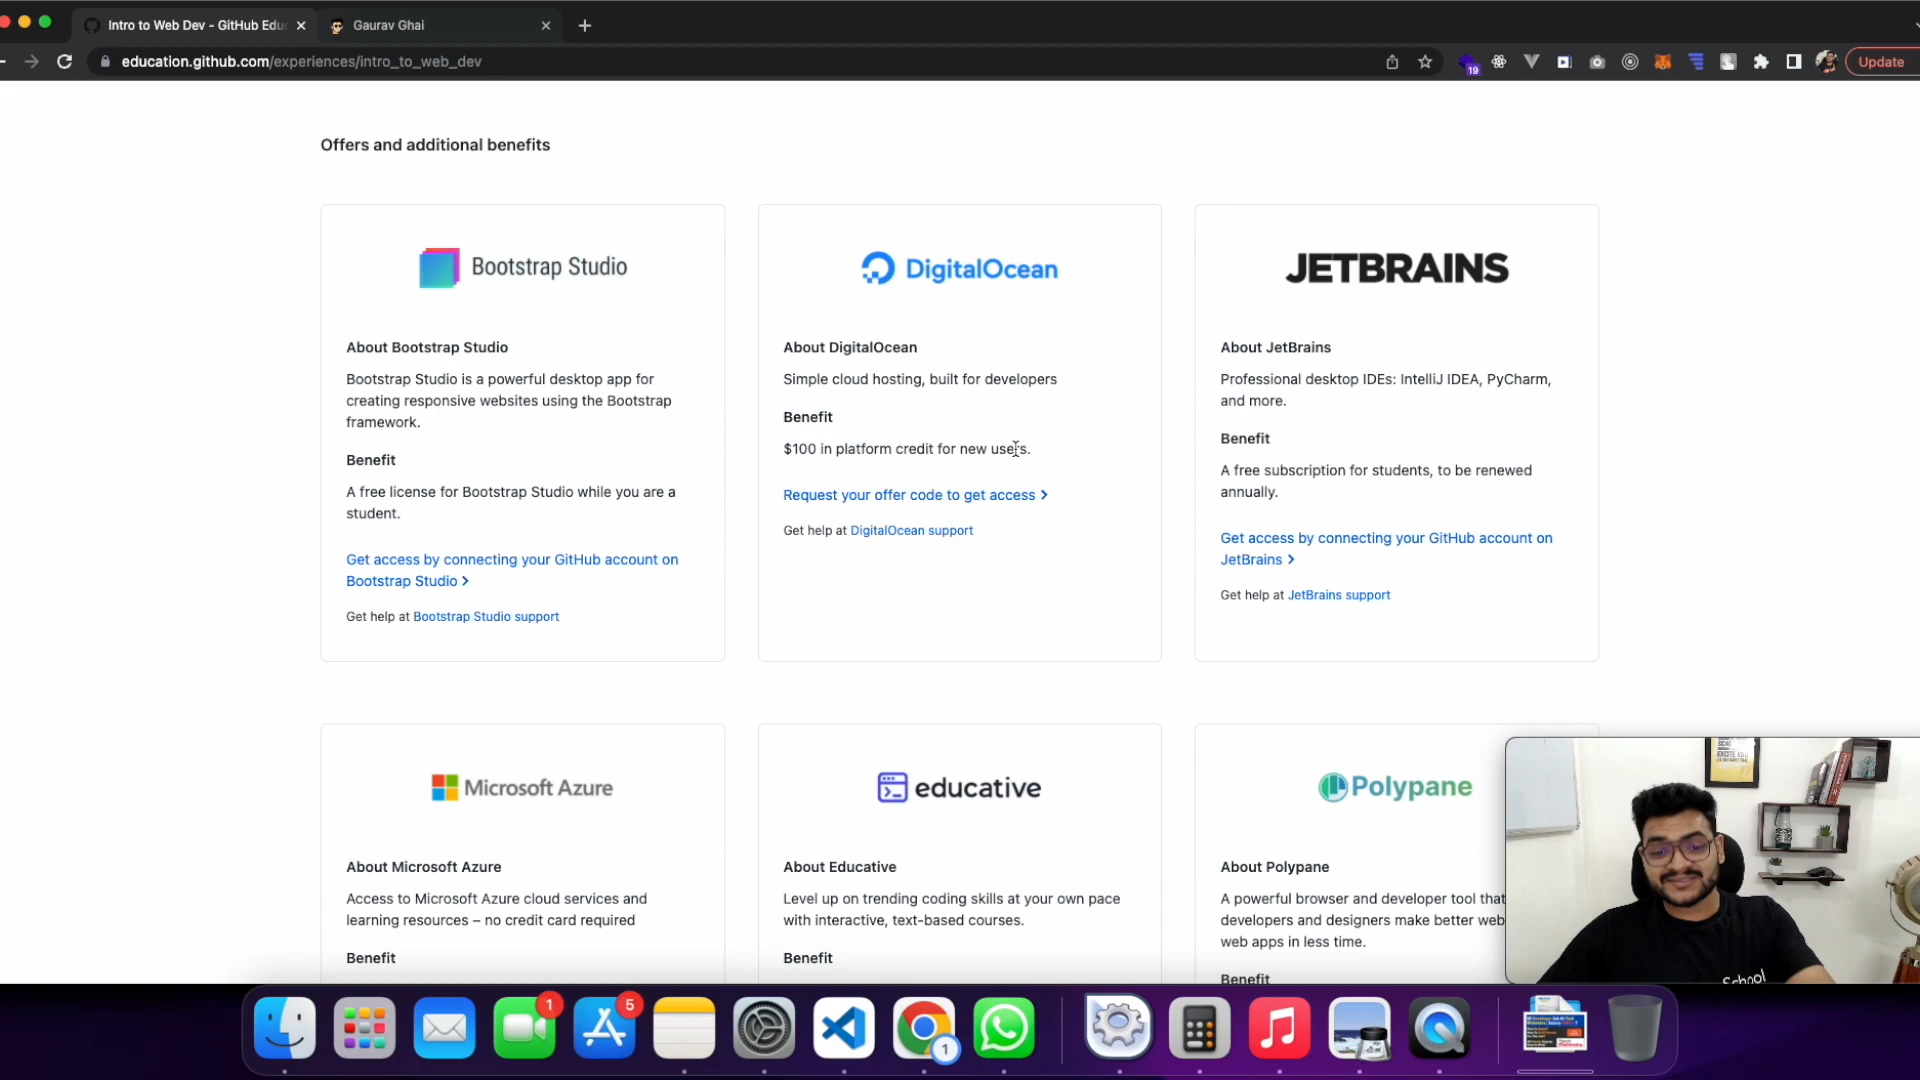 Intro to Web Dev - GitHub Edu
Gaurav Ghai
education.github.com/experiences/intro_to_web_dev
19
Update
Offers and additional benefits
Bootstrap Studio
About Bootstrap Studio
Bootstrap Studio is a powerful desktop app for
creating responsive websites using the Bootstrap
framework.
Benefit
A free license for Bootstrap Studio while you are a
student.
Get access by connecting your GitHub account on
Bootstrap Studio >
Get help at Bootstrap Studio support
DigitalOcean
About DigitalOcean
Simple cloud hosting, built for developers
Benefit
$100 in platform credit for new users.
Request your offer code to get access >
Get help at DigitalOcean support
JETBRAINS
About JetBrains
Professional desktop IDEs: IntelliJ IDEA, PyCharm,
and more.
Benefit
A free subscription for students, to be renewed
annually.
Get access by connecting your GitHub account on
JetBrains >
Get help at JetBrains support
Microsoft Azure
About Microsoft Azure
Access to Microsoft Azure cloud services and
learning resources – no credit card required
Benefit
educative
About Educative
Level up on trending coding skills at your own pace
with interactive, text-based courses.
Benefit
Polypane
About Polypane
A powerful browser and developer tool that
developers and designers make better web
web apps in less time.
Benefit
EXCITE YOU
School
1
5
1